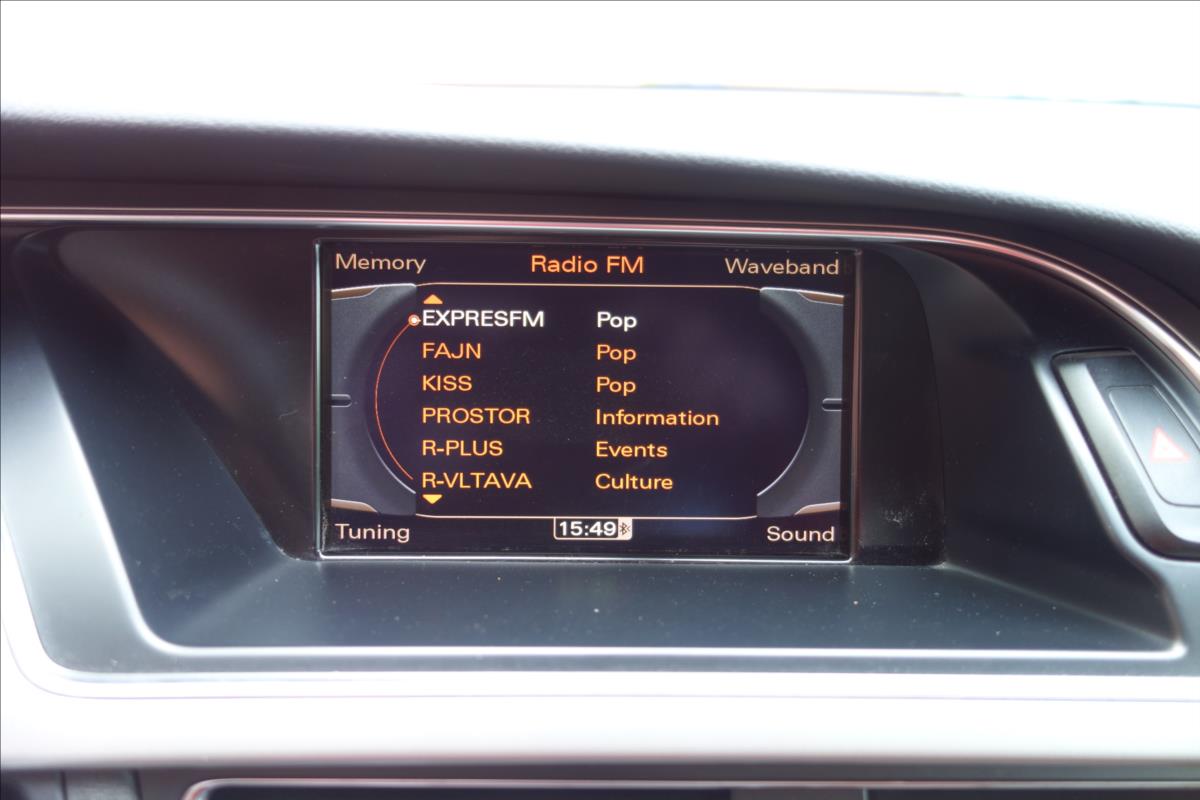 Memory Radio FM Waveband
EXPRESFM Pop
FAJN Pop
KISS Pop
PROSTOR Information
R-PLUS Events
R-VLTAVA Culture
Tuning 15:49 Sound